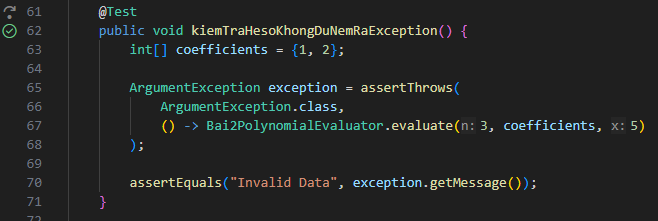 61 @Test
62 public void kiemTraHesoKhongDuNemRaException() {
63 int[] coefficients = {1, 2};
64
65 ArgumentException exception = assertThrows(
66 ArgumentException.class,
67 () -> Bai2PolynomialEvaluator.evaluate(n: 3, coefficients, x: 5)
68 );
69
70 assertEquals("Invalid Data", exception.getMessage());
71 }